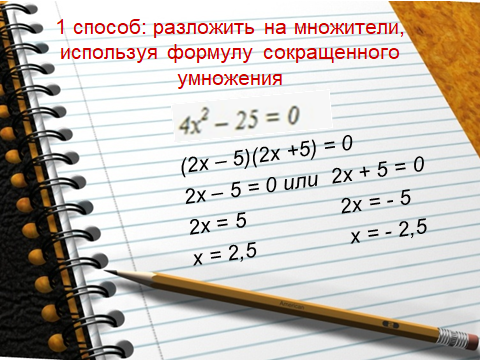 1 способ: разложить на множители,
используя формулу сокращенного
умножения
4x² – 25 = 0
(2x – 5)(2x +5) = 0
2x – 5 = 0 или 2x + 5 = 0
2x = 5 2x = - 5
x = 2,5 x = - 2,5